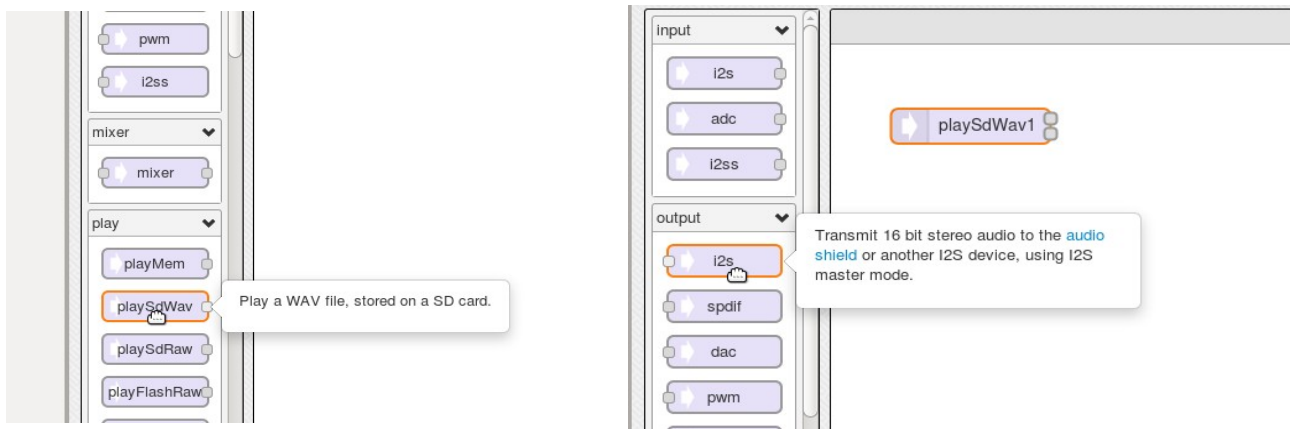 pwm
i2ss
mixer
mixer
play
playMem
playSdWav
Play a WAV file, stored on a SD card.
playSdRaw
playFlashRaw
input
i2s
adc
i2ss
output
i2s
spdif
dac
pwm
playSdWav1
Transmit 16 bit stereo audio to the audio
shield or another I2S device, using I2S
master mode.